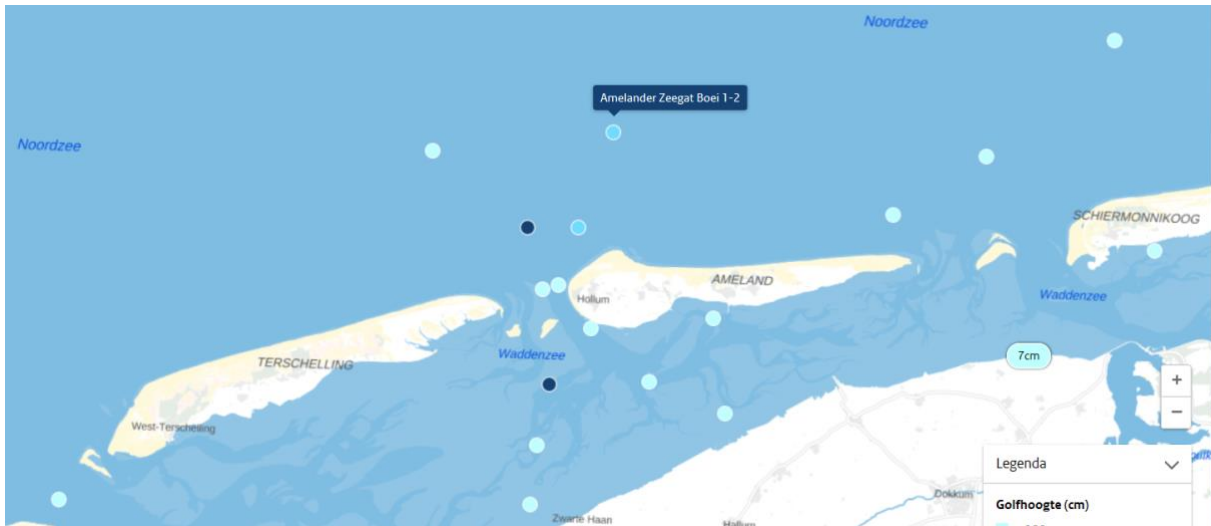 Noordzee
Amelander Zeegat Boei 1-2
Noordzee
SCHIERMONNIKOOG
AMELAND
Waddenzee
Hollum
Waddenzee
7cm
TERSCHELLING
+
−
West-Terschelling
Legenda
Dokkum
Golfhoogte (cm)
Zwarte Haan
Hallum